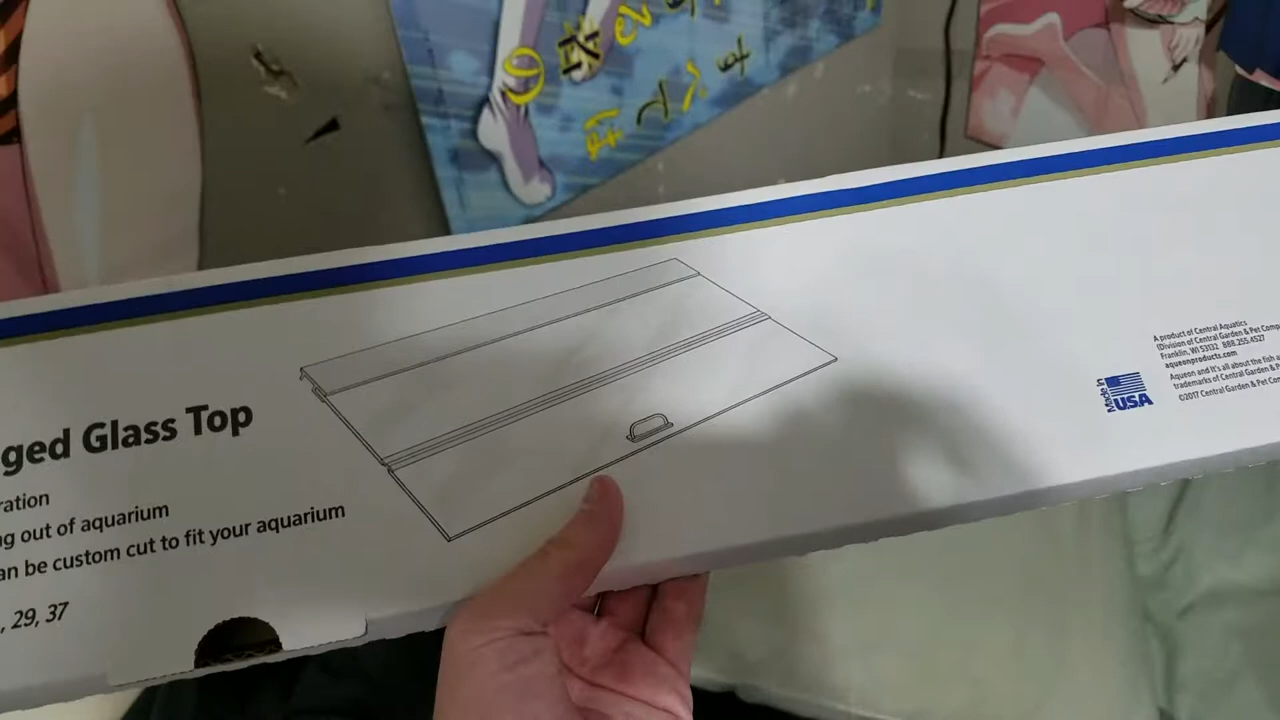 ged Glass Top
ration
ng out of aquarium
an be custom cut to fit your aquarium
, 29, 37
Made in
USA
A product of Central Aquatics
(Division of Central Garden & Pet Comp
Franklin, WI 53132 888.255.4527
aqueonproducts.com
Aqueon and It's all about the fish a
trademarks of Central Garden & P
©2017 Central Garden & Pet Com